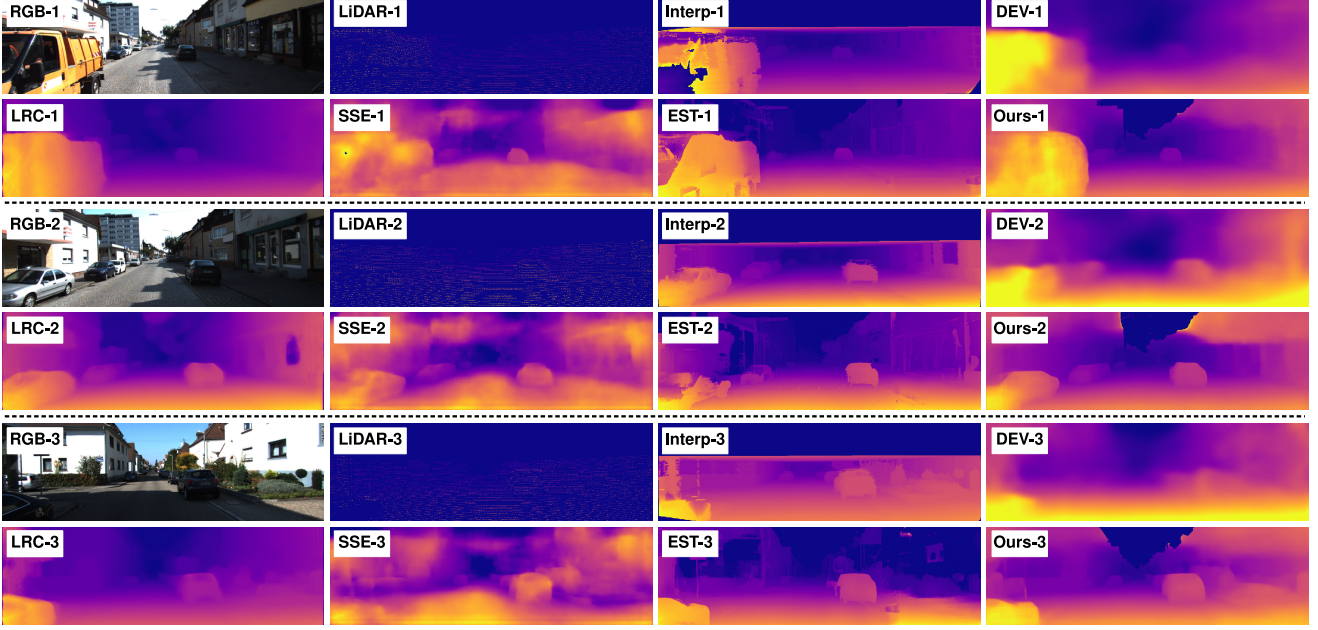 RGB-1
LiDAR-1
Interp-1
DEV-1
LRC-1
SSE-1
EST-1
Ours-1
RGB-2
LiDAR-2
Interp-2
DEV-2
LRC-2
SSE-2
EST-2
Ours-2
RGB-3
LiDAR-3
Interp-3
DEV-3
LRC-3
SSE-3
EST-3
Ours-3